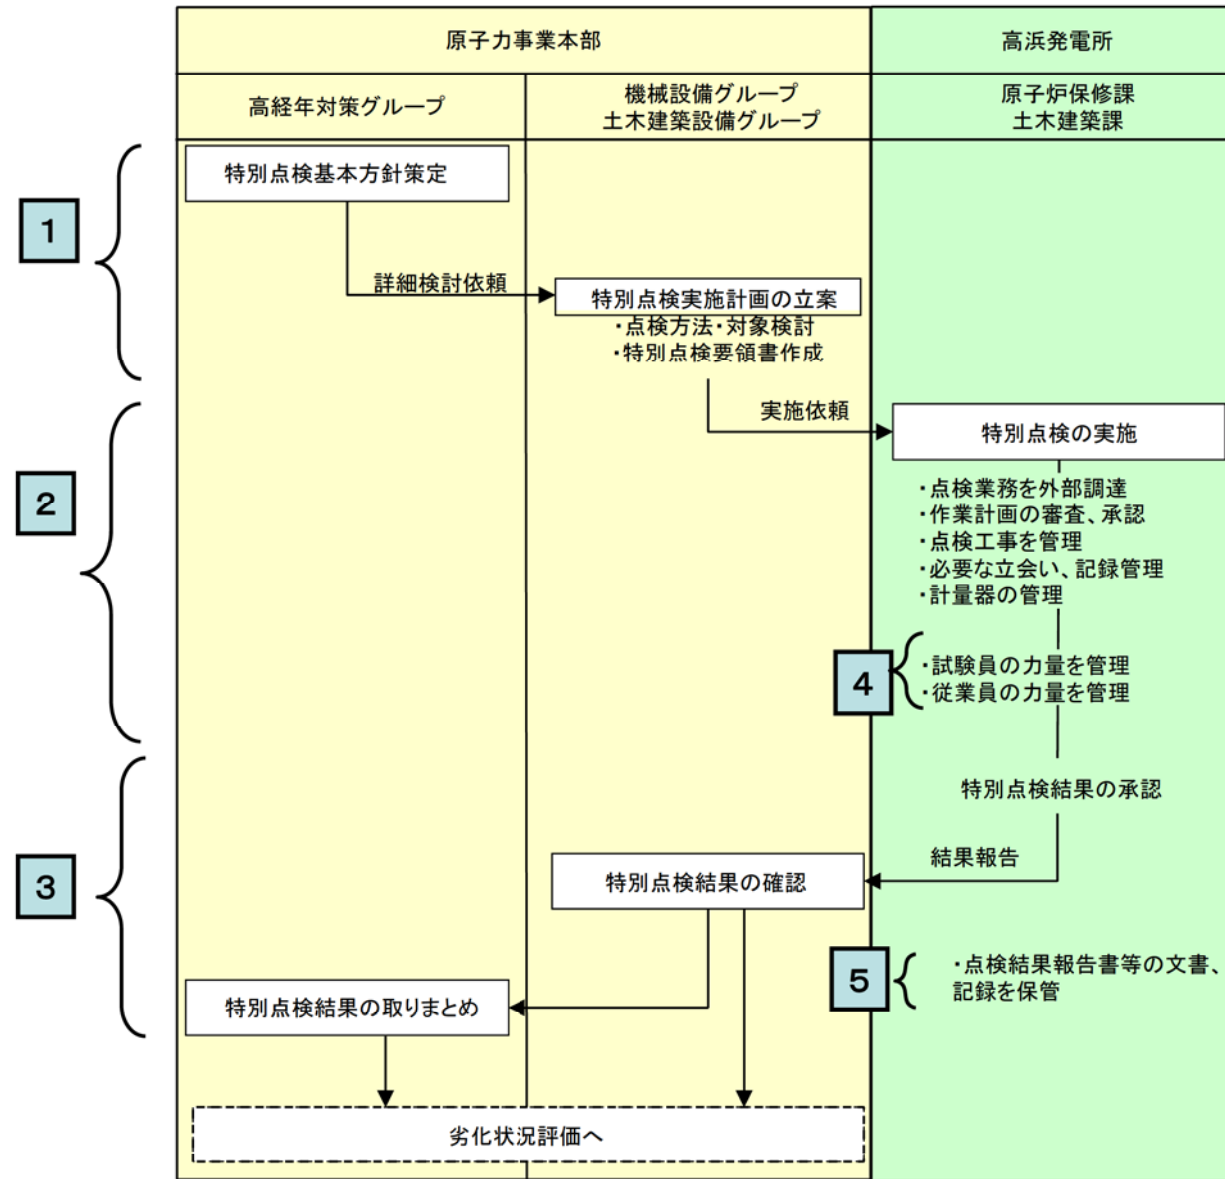 原子力事業本部
高浜発電所
高経年対策グループ
機械設備グループ
土木建築設備グループ
原子炉保修課
土木建築課
1
特別点検基本方針策定
詳細検討依頼
特別点検実施計画の立案
・点検方法・対象検討
・特別点検要領書作成
2
実施依頼
特別点検の実施
・点検業務を外部調達
・作業計画の審査、承認
・点検工事を管理
・必要な立会い、記録管理
・計量器の管理
4
・試験員の力量を管理
・従業員の力量を管理
3
特別点検結果の承認
結果報告
特別点検結果の確認
5
・点検結果報告書等の文書、
記録を保管
特別点検結果の取りまとめ
劣化状況評価へ